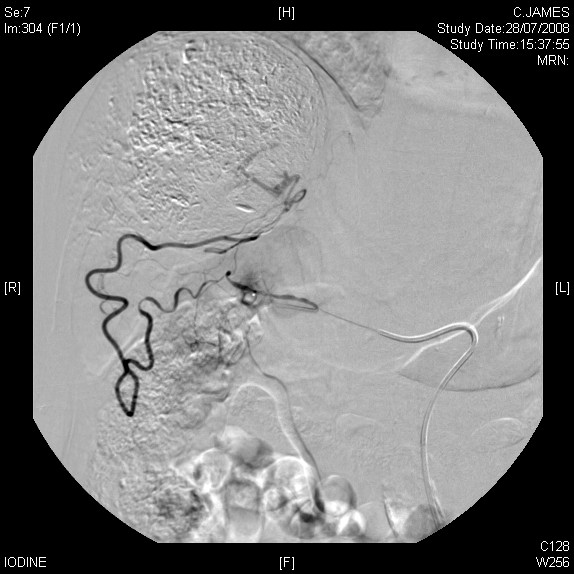 Se:7
Im:304 (F1/1)
[H]
C.JAMES
Study Date:28/07/2008
Study Time:15:37:55
MRN:
[R]
[L]
IODINE
[F]
C128
W256